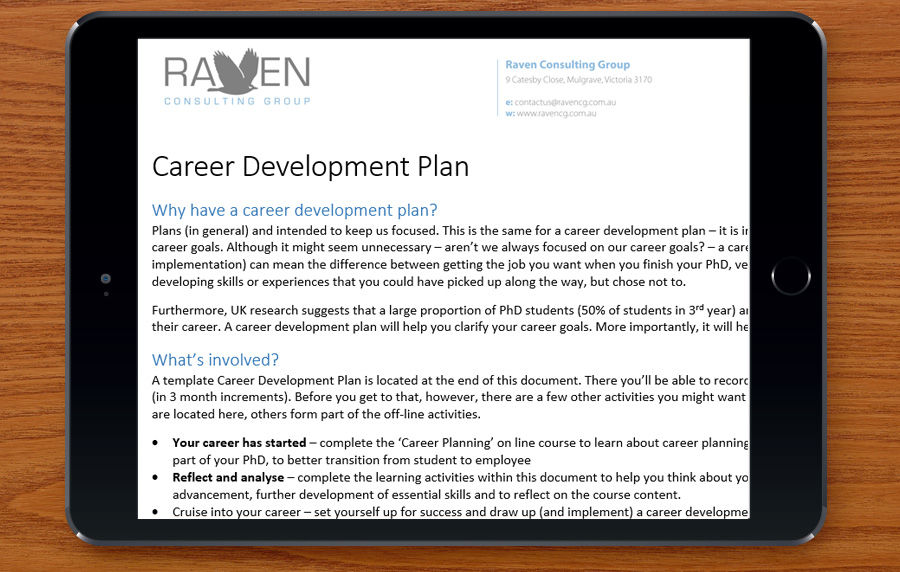 RAVEN
CONSULTING GROUP
Raven Consulting Group
9 Catesby Close, Mulgrave, Victoria 3170
e: contactus@ravencg.com.au
w: www.ravencg.com.au
Career Development Plan
Why have a career development plan?
Plans (in general) and intended to keep us focused. This is the same for a career development plan – it is
career goals. Although it might seem unnecessary – aren't we always focused on our career goals? – a
implementation) can mean the difference between getting the job you want when you finish your PhD,
developing skills or experiences that you could have picked up along the way, but chose not to.
Furthermore, UK research suggests that a large proportion of PhD students (50% of students in 3rd year)
their career. A career development plan will help you clarify your career goals. More importantly, it will
What's involved?
A template Career Development Plan is located at the end of this document. There you'll be able to
(in 3 month increments). Before you get to that, however, there are a few other activities you might want
are located here, others form part of the off-line activities.
• Your career has started – complete the 'Career Planning' on line course to learn about career planning
part of your PhD, to better transition from student to employee
• Reflect and analyse – complete the learning activities within this document to help you think about
advancement, further development of essential skills and to reflect on the course content.
• Cruise into your career – set yourself up for success and draw up (and implement) a career